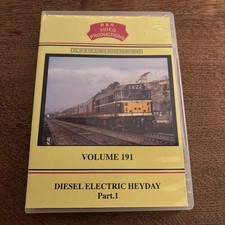 B & R
VIDEO
PRODUCTIONS
VOLUME 191
DIESEL ELECTRIC HEYDAY
Part.1